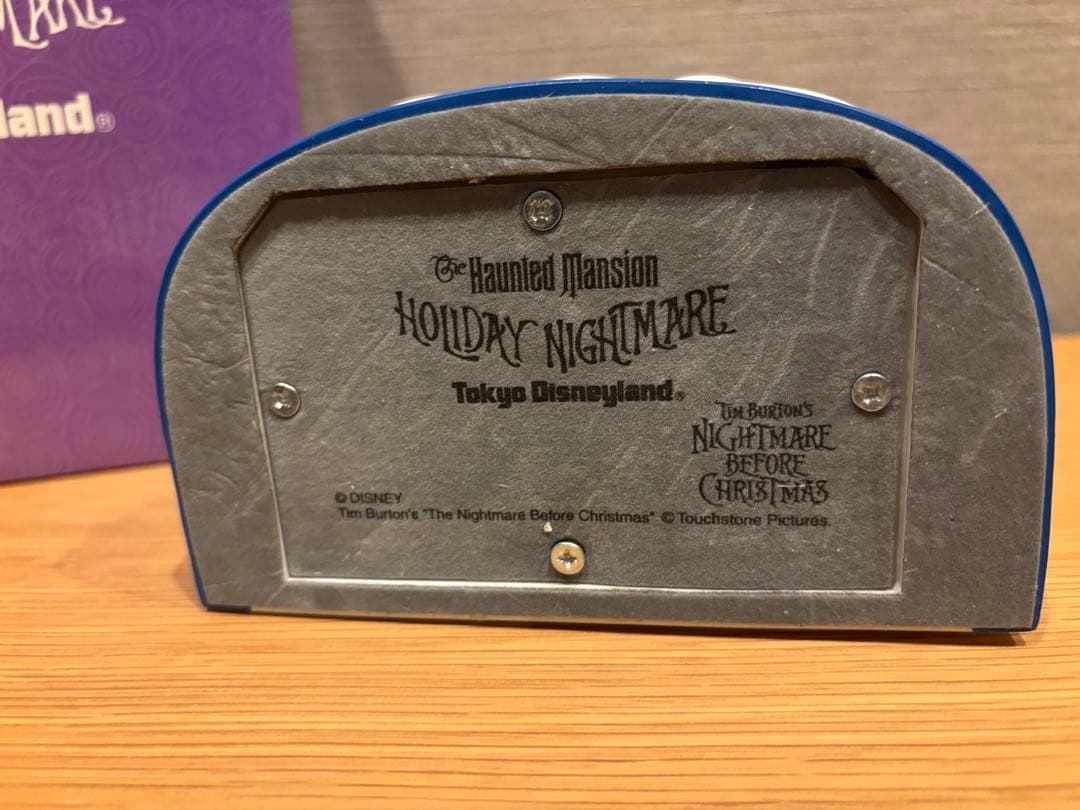 land®
The Haunted Mansion
HOLIDAY NIGHTMARE
Tokyo Disneyland®
TIM BURTON'S
NIGHTMARE
BEFORE
CHRISTMAS
© DISNEY
Tim Burton's "The Nightmare Before Christmas" © Touchstone Pictures.